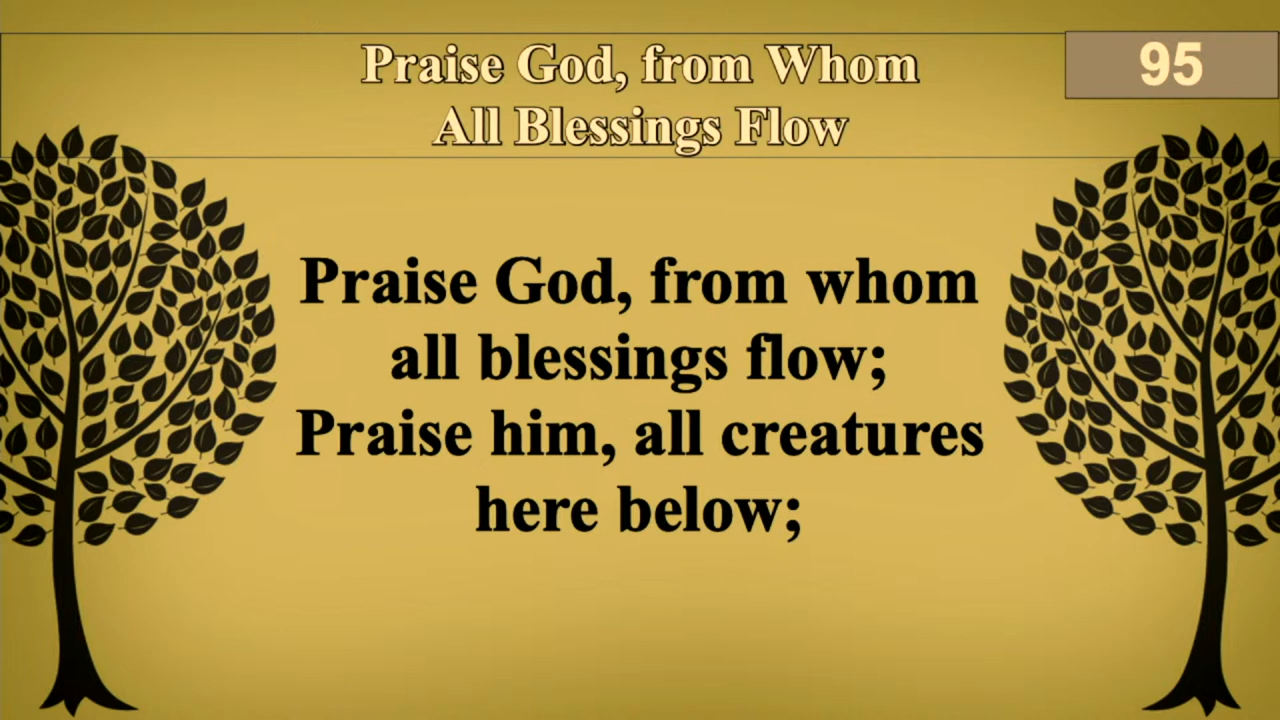 Praise God, from Whom
All Blessings Flow
95
Praise God, from whom
all blessings flow;
Praise him, all creatures
here below;